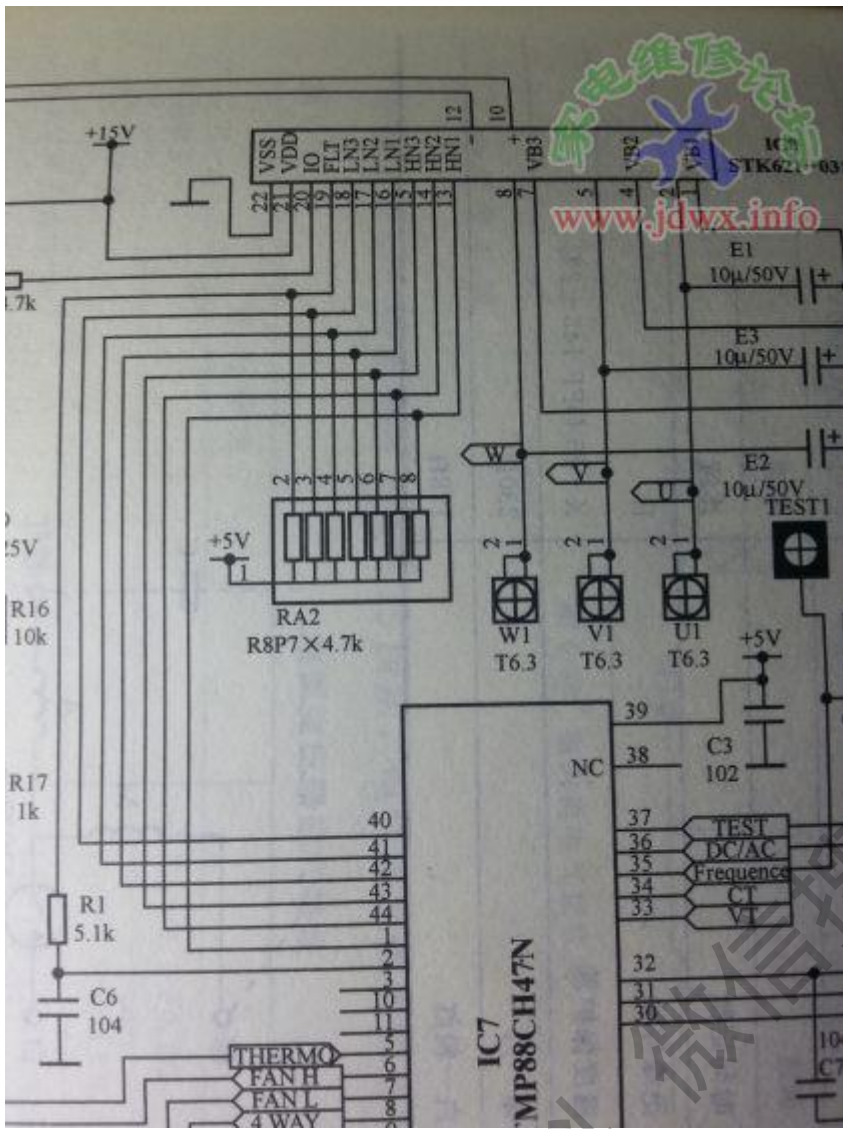 家电维修论坛
www.jdwx.info
12
10
+15V
VSS
VDD
IO
FLT
LN3
LN2
LN1
HN3
HN2
HN1
-
+
VB3
VB2
VB1
22
21
20
19
18
17
16
15
14
13
8
7
5
4
2
1
E1
10μ/50V
E3
10μ/50V
E2
10μ/50V
W
V
U
TEST1
2
3
4
5
6
7
8
+5V
1
RA2
R8P7×4.7k
2
1
2
1
2
1
W1
T6.3
V1
T6.3
U1
T6.3
+5V
R16
10k
R17
1k
C3
102
39
NC
38
40
41
42
43
44
1
2
3
10
11
5
6
7
8
37
TEST
36
DC/AC
35
Frequence
34
CT
33
VT
32
31
30
R1
5.1k
C6
104
THERMO
FAN H
FAN L
4 WAY
IC7
TMP88CH47N
C7